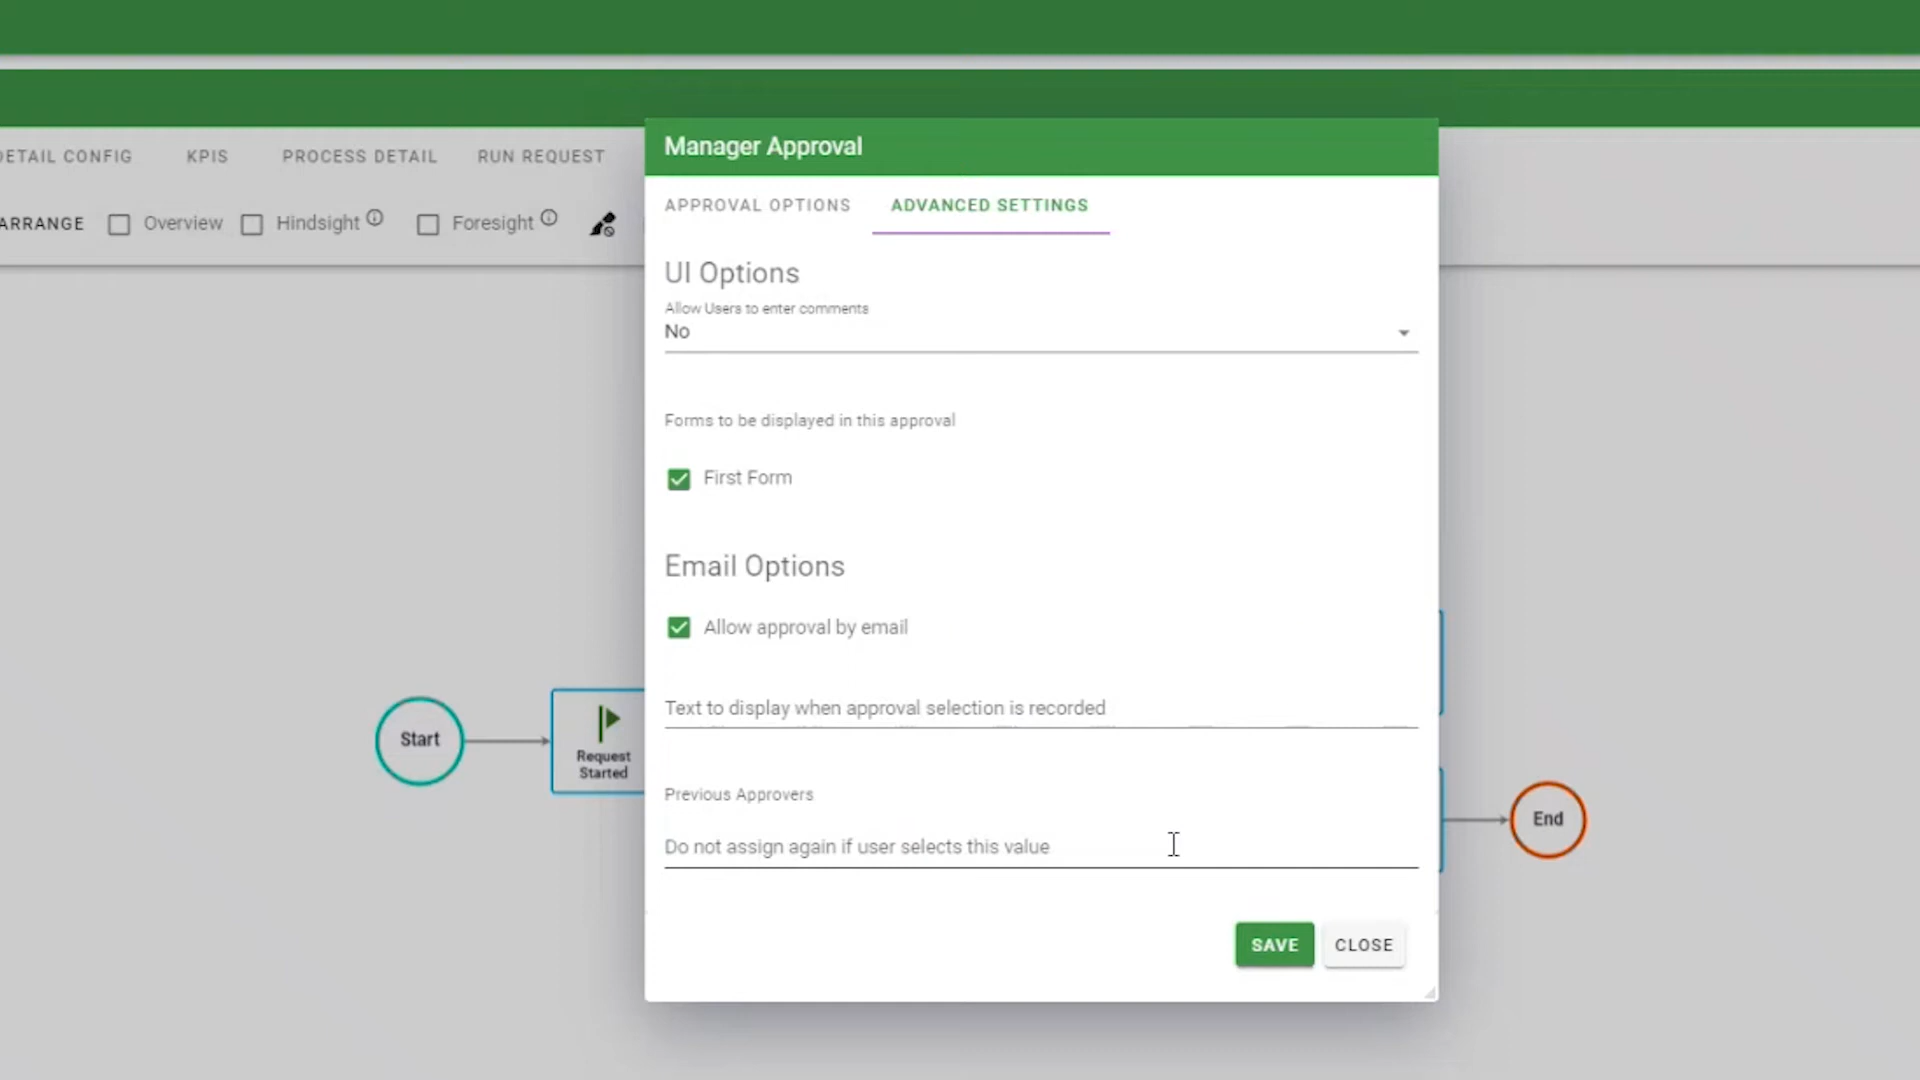 Manager Approval
DETAIL CONFIG
KPIS
PROCESS DETAIL
RUN REQUEST
ARRANGE
Overview
Hindsight
Foresight
APPROVAL OPTIONS
ADVANCED SETTINGS
UI Options
Allow Users to enter comments
No
Forms to be displayed in this approval
First Form
Email Options
Allow approval by email
Text to display when approval selection is recorded
Previous Approvers
Do not assign again if user selects this value
SAVE
CLOSE
Start
Request
Started
End